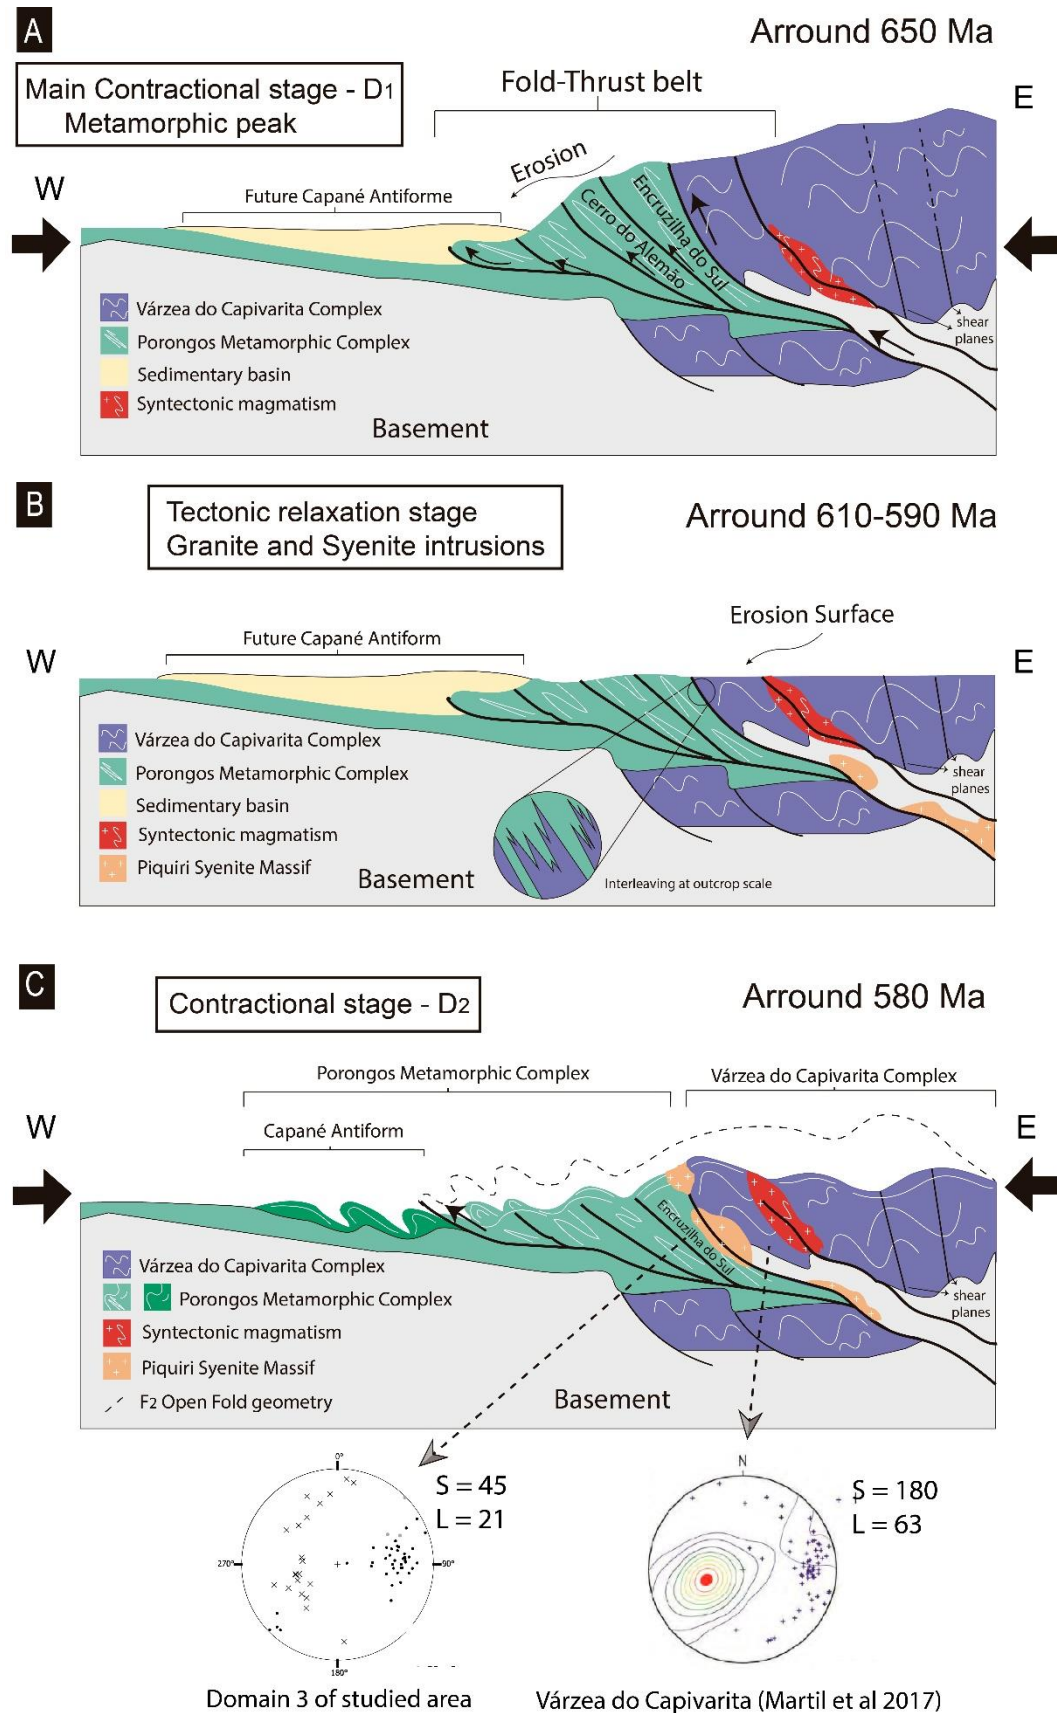 A
Arround 650 Ma
Main Contractional stage - D1
Metamorphic peak
Fold-Thrust belt
E
Erosion
W
Future Capané Antiforme
Encruzilha do Sul
Cerro do Alemão
Várzea do Capivarita Complex
Porongos Metamorphic Complex
Sedimentary basin
Syntectonic magmatism
shear
planes
Basement
B
Tectonic relaxation stage
Granite and Syenite intrusions
Arround 610-590 Ma
Erosion Surface
W
Future Capané Antiform
E
Várzea do Capivarita Complex
Porongos Metamorphic Complex
Sedimentary basin
Syntectonic magmatism
Piquiri Syenite Massif
shear
planes
Basement
Interleaving at outcrop scale
C
Contractional stage - D2
Arround 580 Ma
Porongos Metamorphic Complex
Várzea do Capivarita Complex
W
Capané Antiform
E
Encruzilha do Sul
Várzea do Capivarita Complex
Porongos Metamorphic Complex
Syntectonic magmatism
Piquiri Syenite Massif
F2 Open Fold geometry
shear
planes
Basement
0°
S = 45
L = 21
270°
90°
180°
N
S = 180
L = 63
Domain 3 of studied area
Várzea do Capivarita (Martil et al 2017)